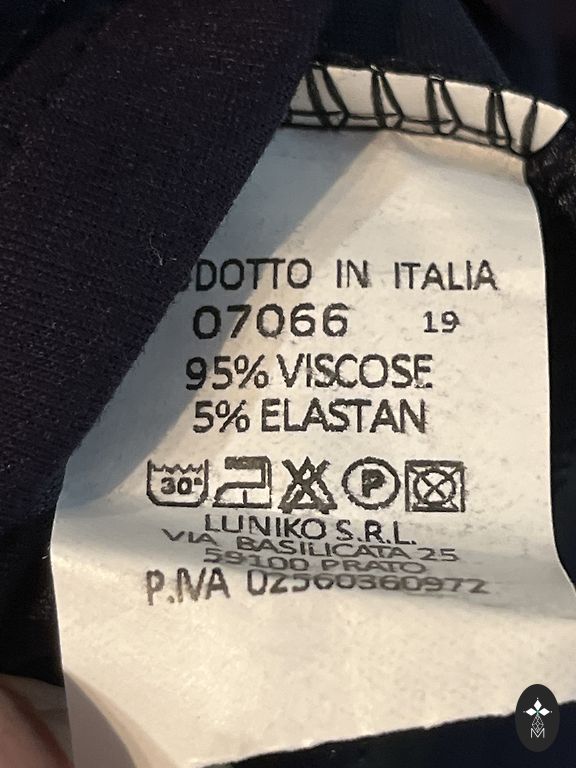 DOTTO IN ITALIA
07066 19
95% VISCOSE
5% ELASTAN
30°
P
LUNIKO S.R.L.
VIA BASILICATA 25
59100 PRATO
P.IVA 02560360972
M